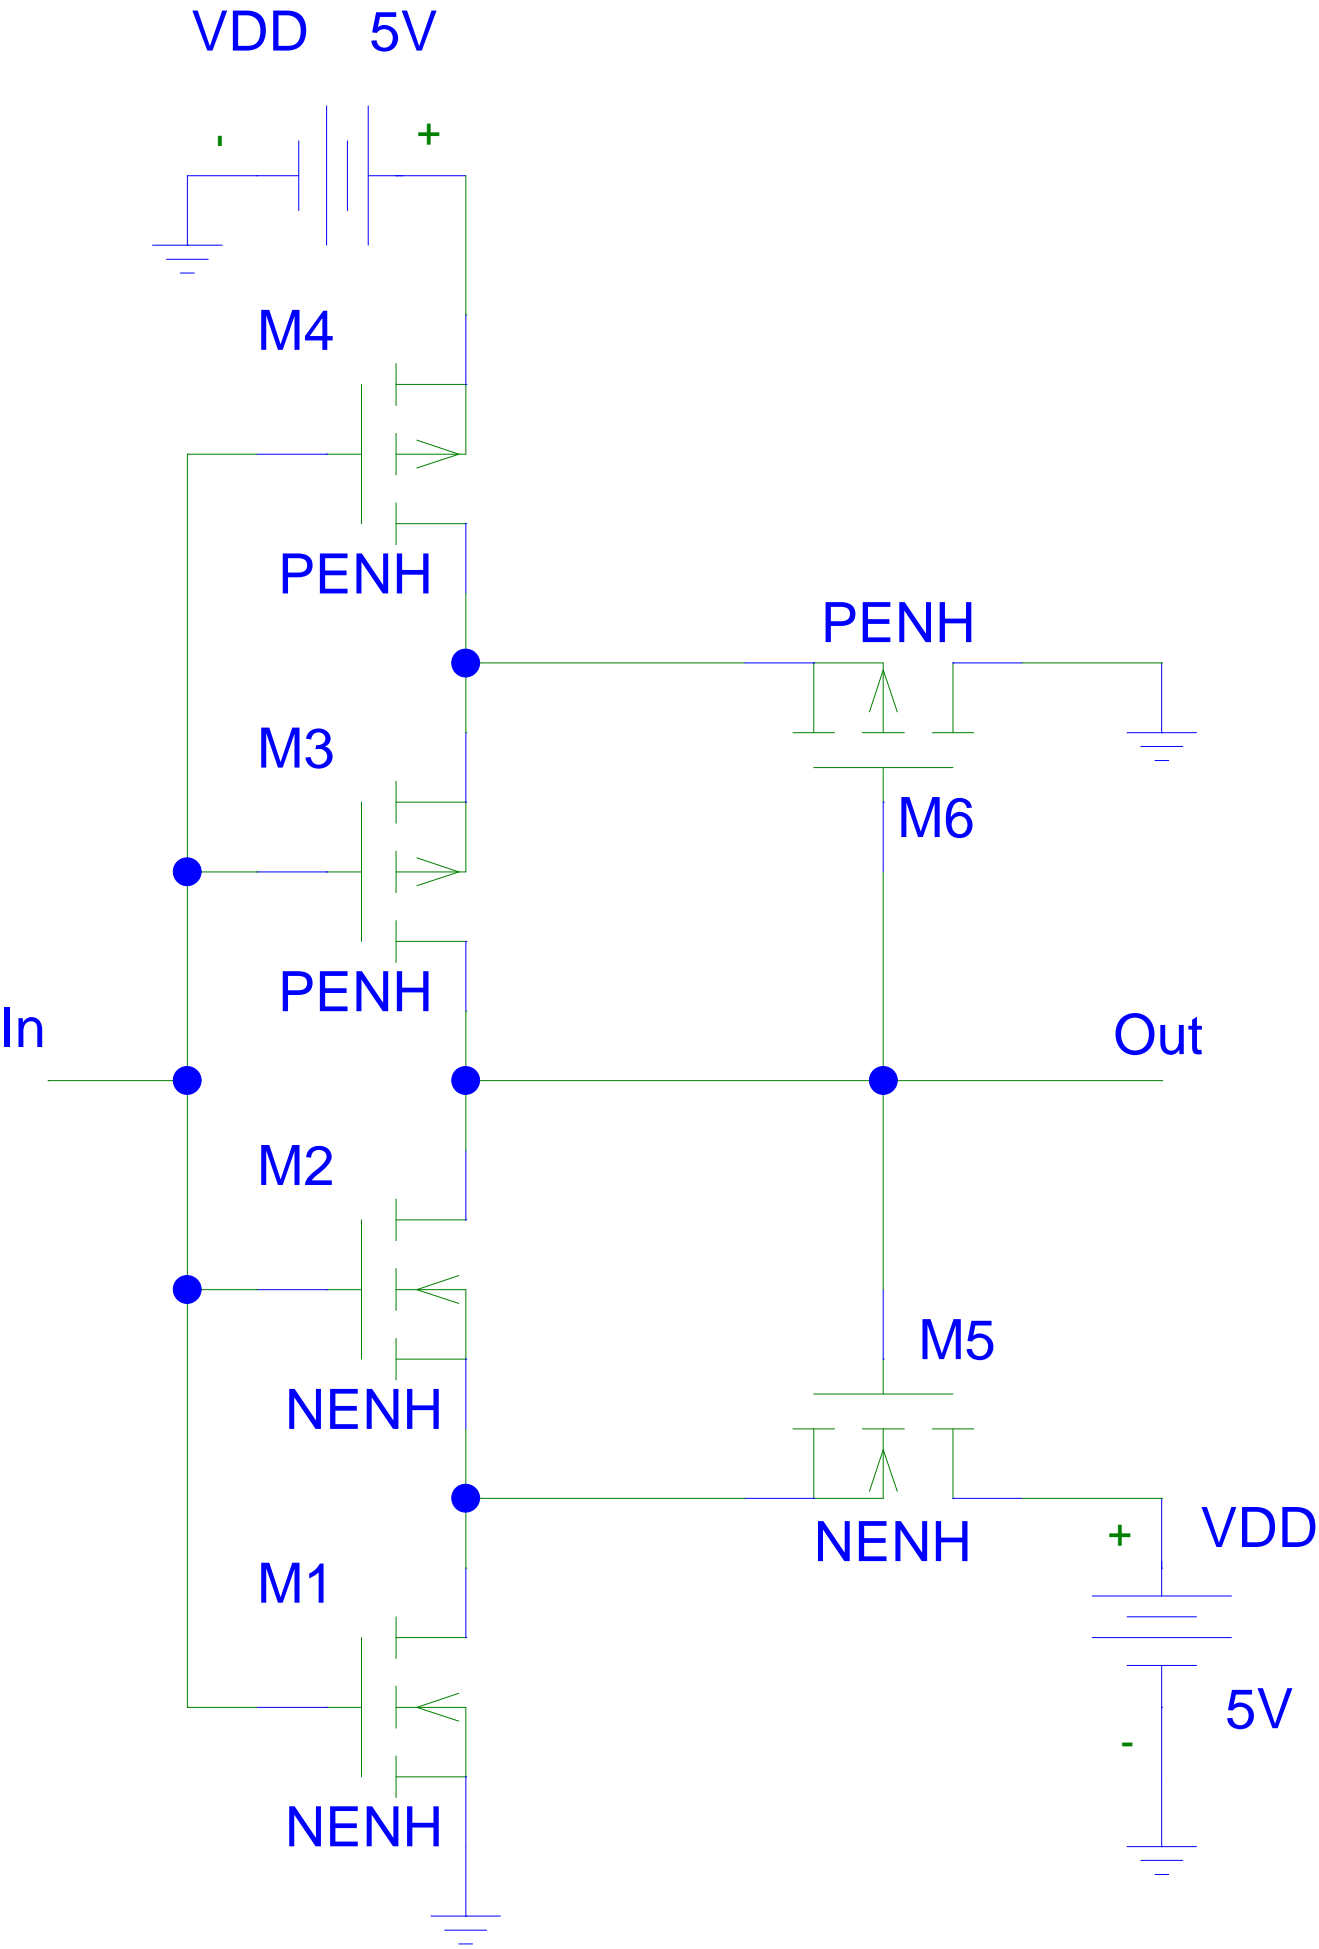 VDD 5V
- +
M4
PENH
PENH
M3
M6
PENH
In
Out
M2
M5
NENH
VDD
+
NENH
M1
5V
-
NENH